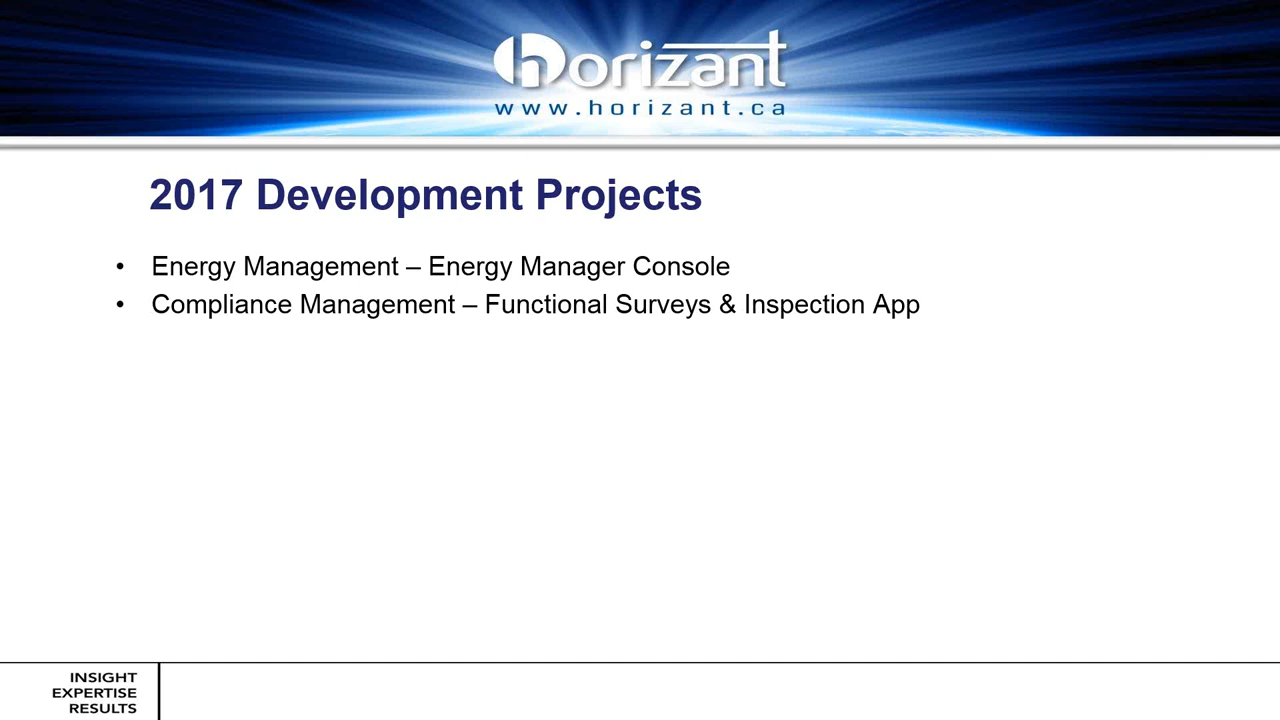 horizant
www.horizant.ca
2017 Development Projects
• Energy Management – Energy Manager Console
• Compliance Management – Functional Surveys & Inspection App
INSIGHT
EXPERTISE
RESULTS